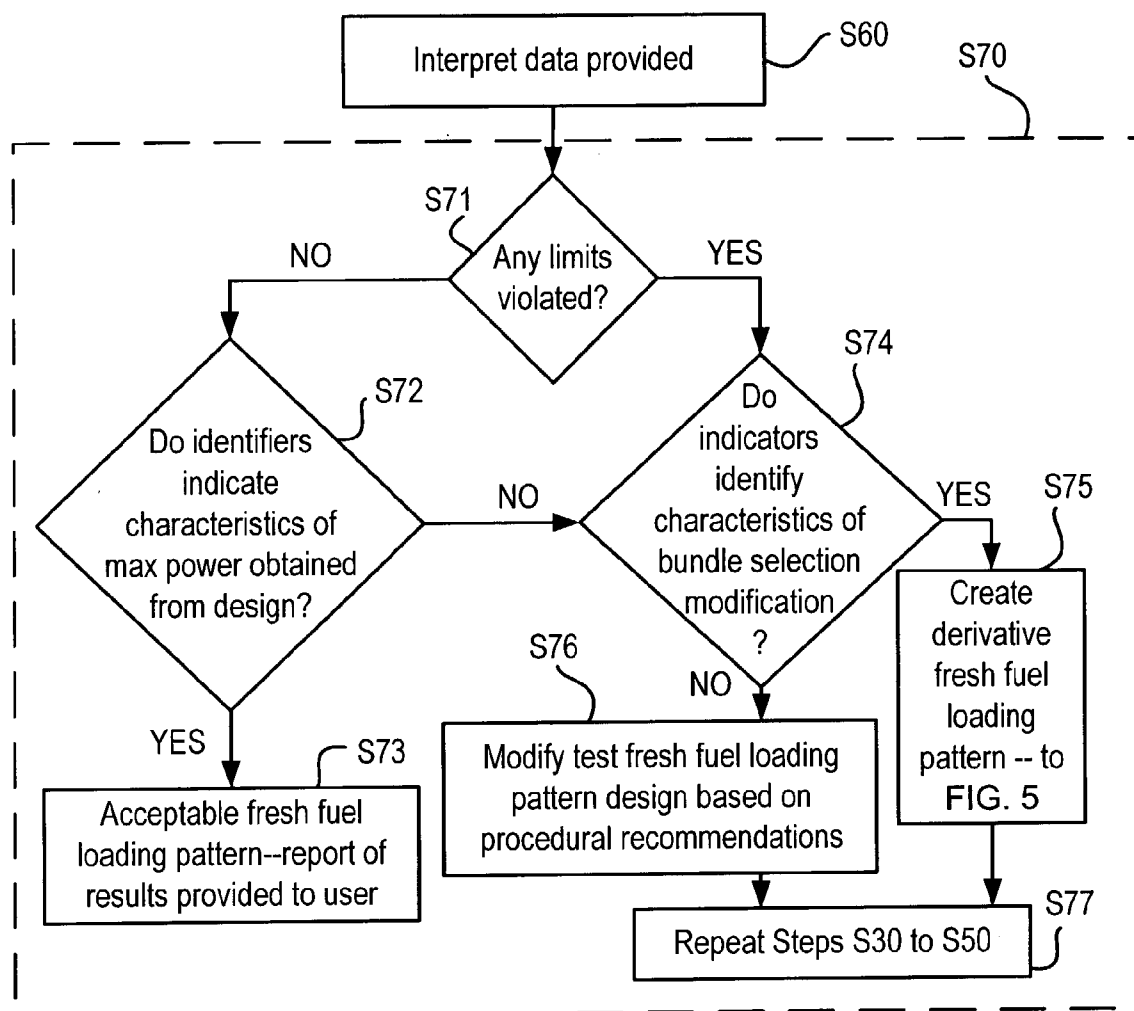 Interpret data provided
S60
S70
S71
Any limits
violated?
NO
YES
S72
Do identifiers
indicate
characteristics of
max power obtained
from design?
NO
S74
Do
indicators
identify
characteristics of
bundle selection
modification
?
YES
S75
Create
derivative
fresh fuel
loading
pattern -- to
FIG. 5
YES
S73
Acceptable fresh fuel
loading pattern--report of
results provided to user
S76
NO
Modify test fresh fuel loading
pattern design based on
procedural recommendations
S77
Repeat Steps S30 to S50